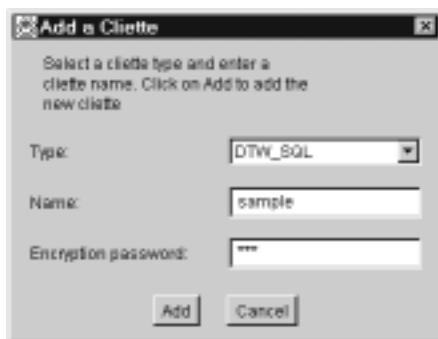 Add a Cliette
Select a cliette type and enter a
cliette name. Click on Add to add the
new cliette
Type: DTW_SQL
Name: sample
Encryption password: ***
Add Cancel